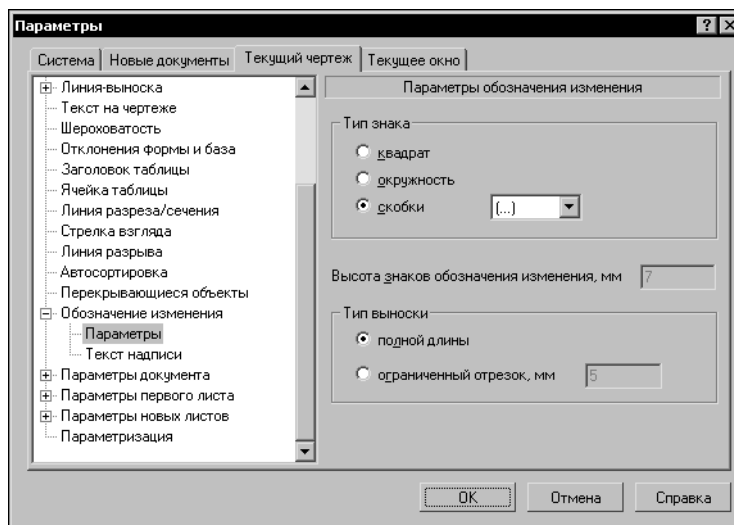 Параметры
Система Новые документы Текущий чертеж Текущее окно
Линия-выноска
Текст на чертеже
Шероховатость
Отклонения формы и база
Заголовок таблицы
Ячейка таблицы
Линия разреза/сечения
Стрелка взгляда
Линия разрыва
Автосортировка
Перекрывающиеся объекты
Обозначение изменения
Параметры
Текст надписи
Параметры документа
Параметры первого листа
Параметры новых листов
Параметризация
Параметры обозначения изменения
Тип знака
квадрат
окружность
скобки (...)
Высота знаков обозначения изменения, мм 7
Тип выноски
полной длины
ограниченный отрезок, мм 5
OK Отмена Справка